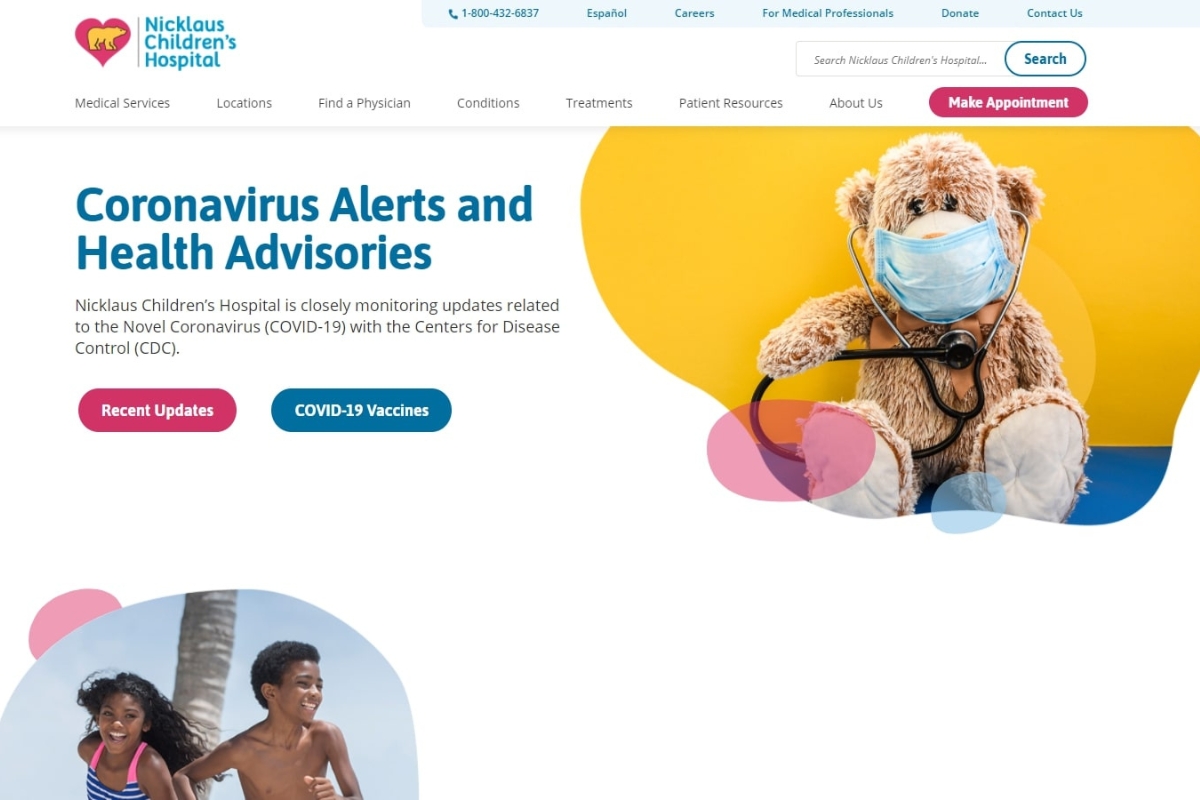 Nicklaus
Children's
Hospital
1-800-432-6837
Español
Careers
For Medical Professionals
Donate
Contact Us
Search Nicklaus Children's Hospital...
Search
Medical Services
Locations
Find a Physician
Conditions
Treatments
Patient Resources
About Us
Make Appointment
Coronavirus Alerts and
Health Advisories
Nicklaus Children's Hospital is closely monitoring updates related
to the Novel Coronavirus (COVID-19) with the Centers for Disease
Control (CDC).
Recent Updates
COVID-19 Vaccines